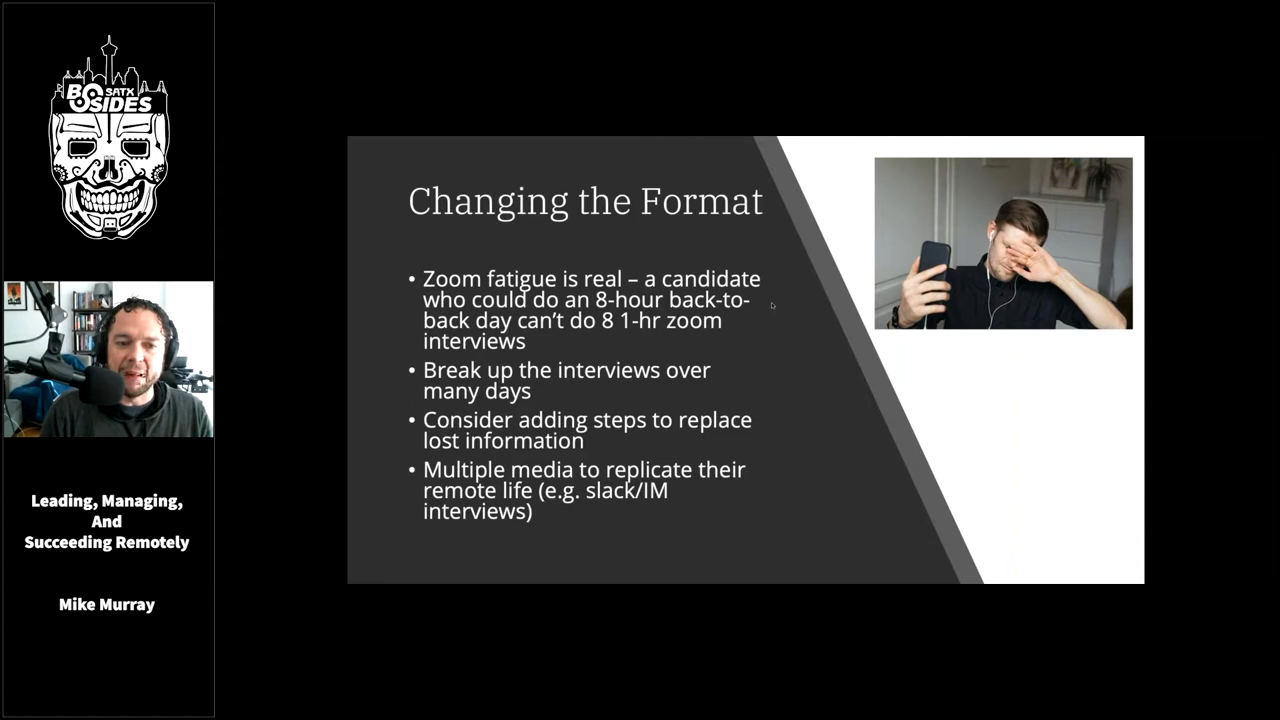 BSIDES
SATX
Leading, Managing,
And
Succeeding Remotely
Mike Murray
Changing the Format
• Zoom fatigue is real – a candidate
who could do an 8-hour back-to-
back day can’t do 8 1-hr zoom
interviews
• Break up the interviews over
many days
• Consider adding steps to replace
lost information
• Multiple media to replicate their
remote life (e.g. slack/IM
interviews)